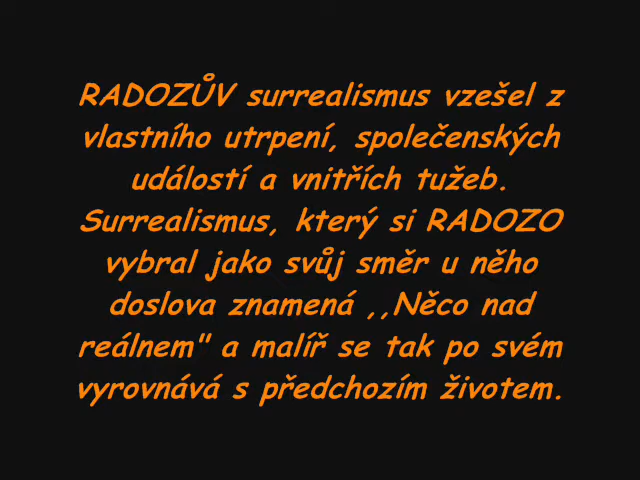 RADOZŮV surrealismus vzešel z
vlastního utrpení, společenských
událostí a vnitřích tužeb.
Surrealismus, který si RADOZO
vybral jako svůj směr u něho
doslova znamená ,,Něco nad
reálnem" a malíř se tak po svém
vyrovnává s předchozím životem.